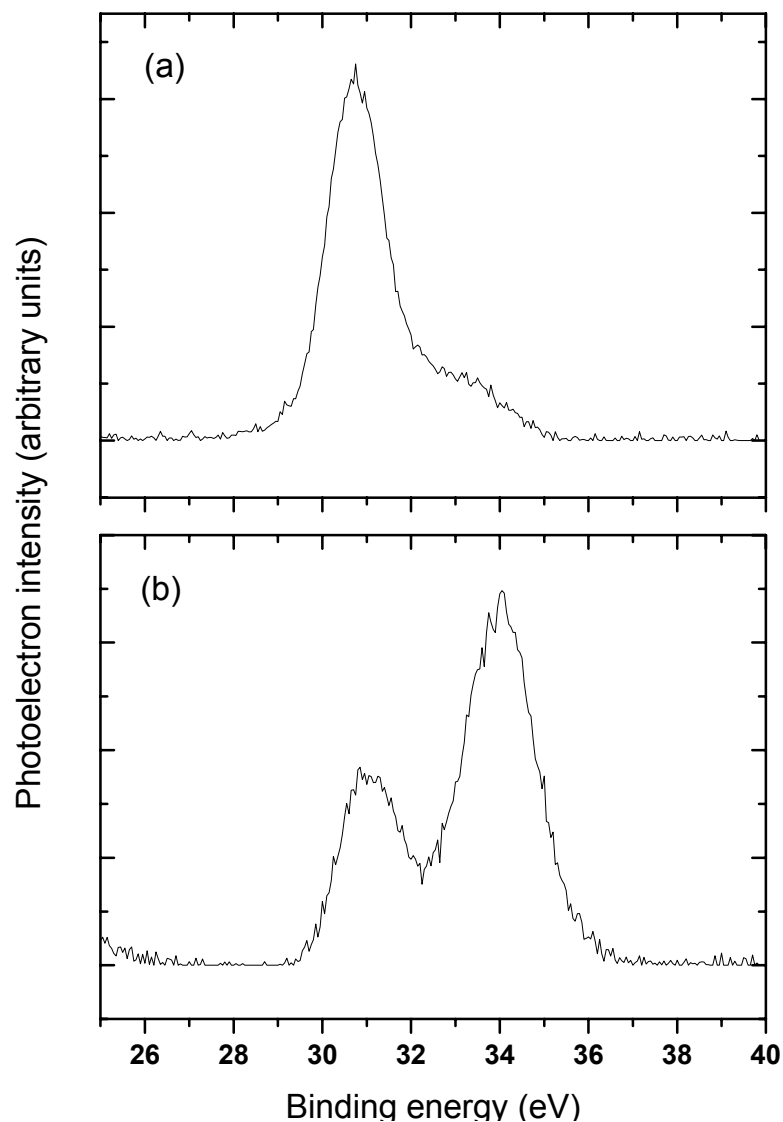 (a)
(b)
Photoelectron intensity (arbitrary units)
26 28 30 32 34 36 38 40
Binding energy (eV)